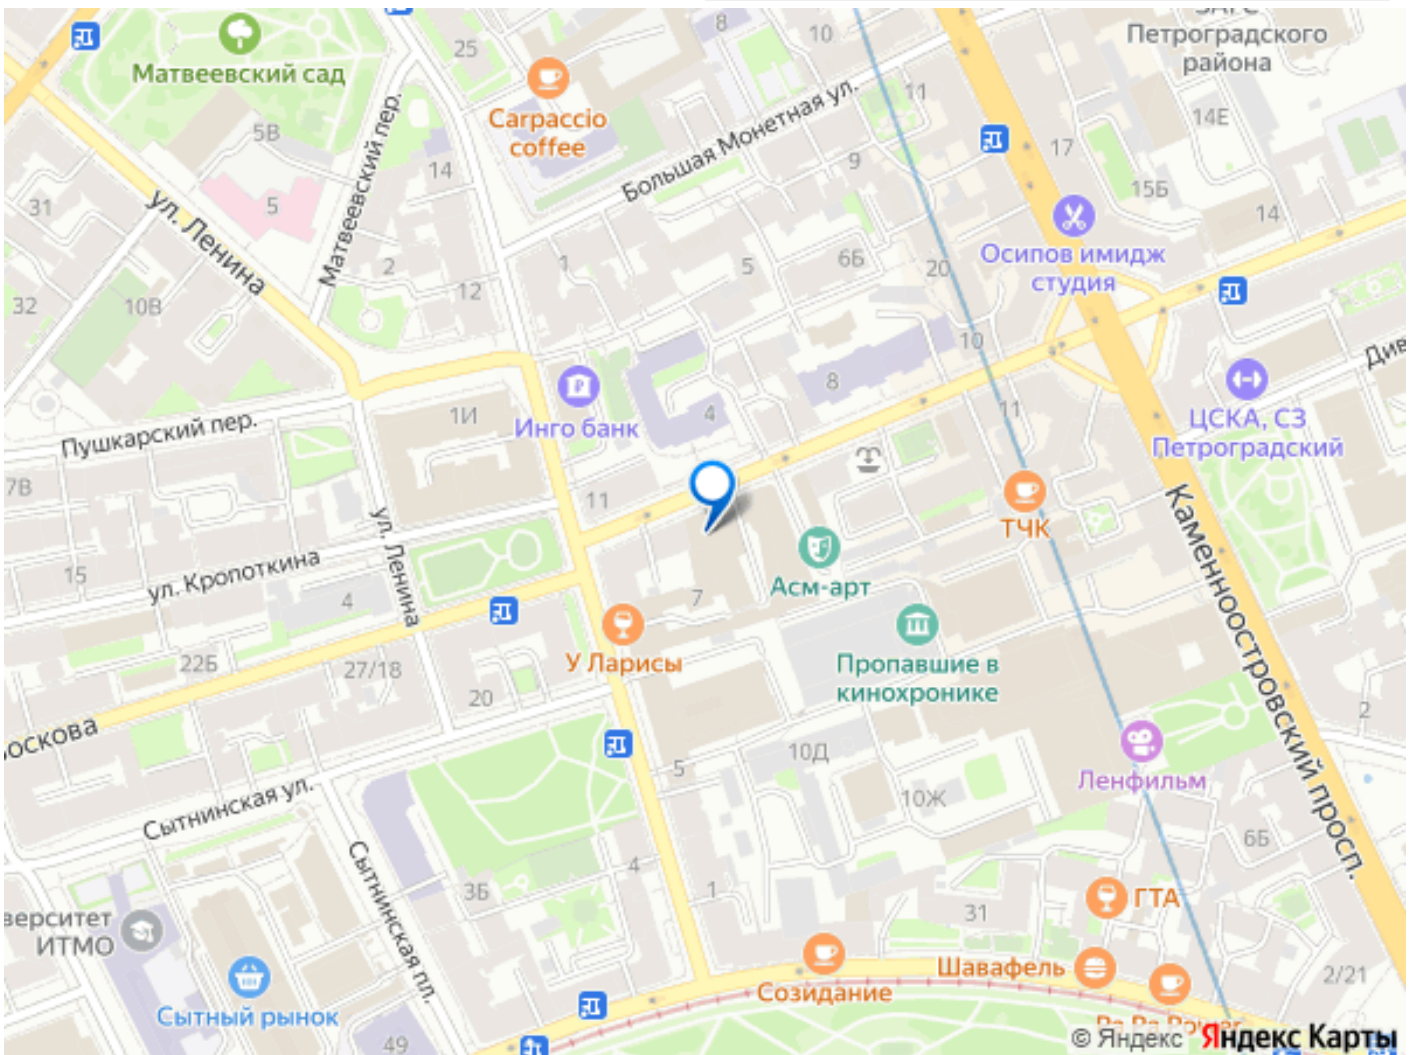 Петроградского
района
8
10
25
Матвеевский сад
Carpaccio
coffee
11
14Е
5В
Матвеевский пер.
Большая Монетная ул.
17
14
9
15Б
31
5
ул. Ленина
14
Осипов имидж
студия
2
1
5
6Б
20
12
32
10В
10
8
11
Див
1И
Инго банк
4
ЦСКА, СЗ
Петроградский
Пушкарский пер.
7В
11
ТЧК
Каменноостровский просп.
ул. Ленина
15
ул. Кропоткина
Асм-арт
4
7
У Ларисы
Пропавшие в
кинохронике
22Б
27/18
20
2
оскова
5
10Д
Ленфильм
Сытнинская ул.
10Ж
6Б
Сытнинская пл.
4
3Б
1
верситет
ИТМО
31
ГТА
Шавафель
2/21
Созидание
Сытный рынок
49
© Яндекс Яндекс Карты